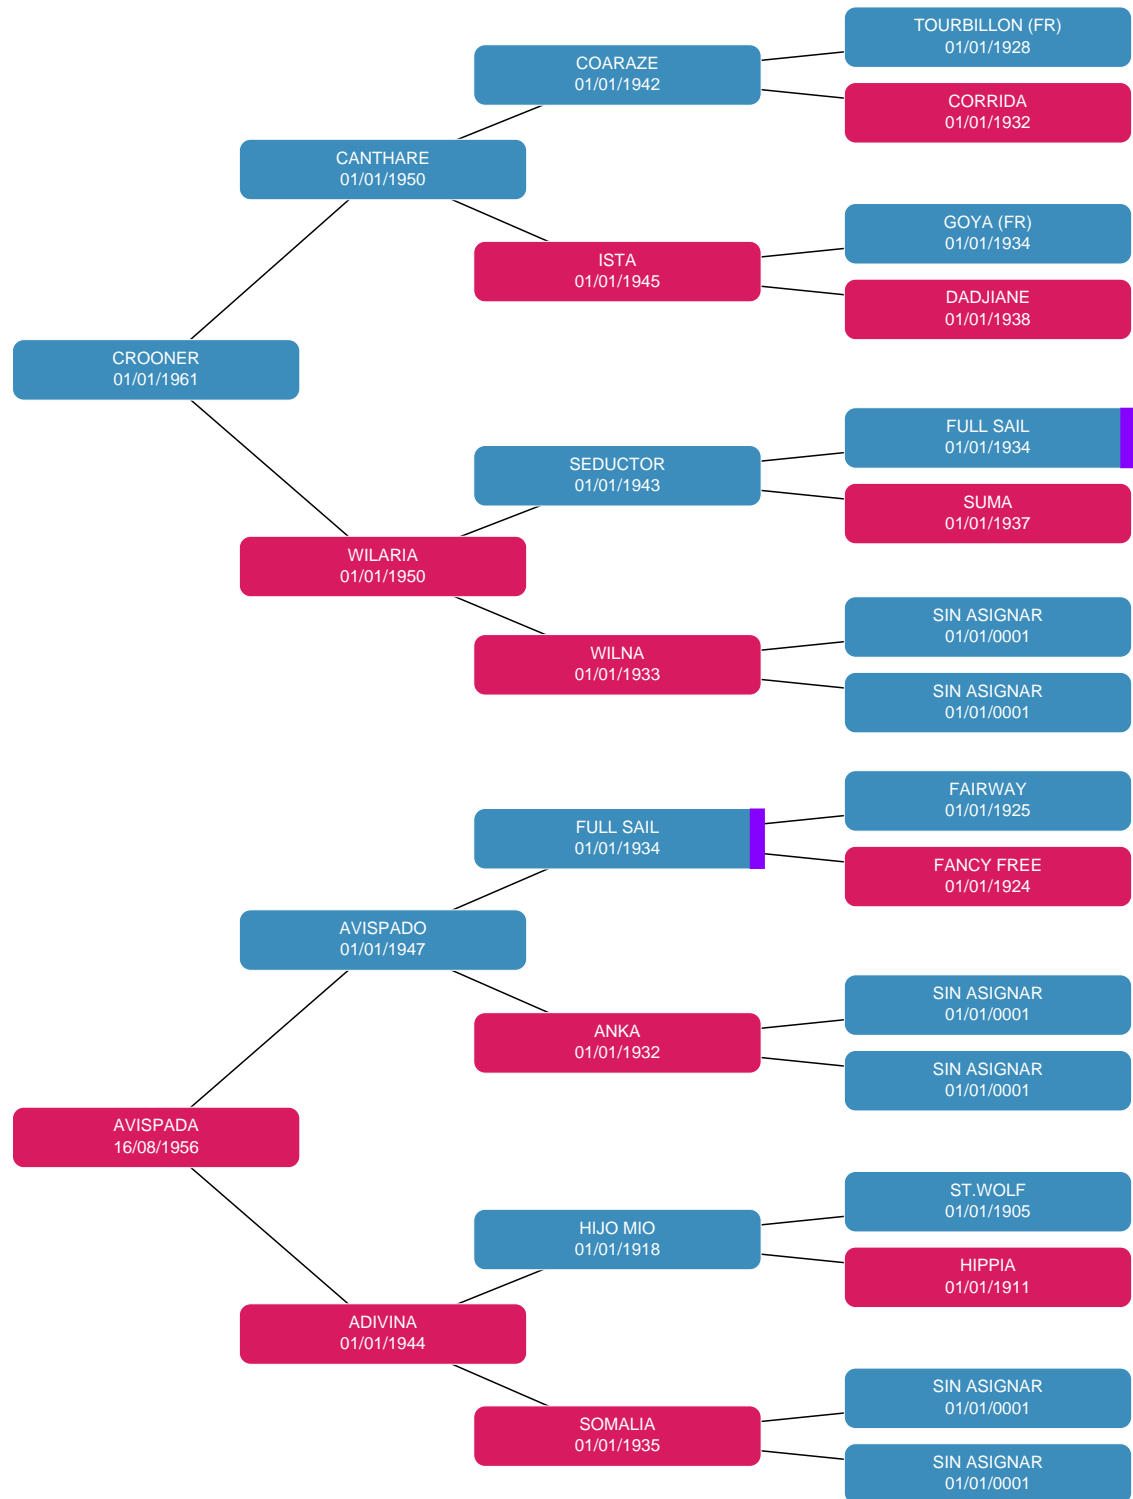 TOURBILLON (FR)
01/01/1928
COARAZE
01/01/1942
CORRIDA
01/01/1932
CANTHARE
01/01/1950
GOYA (FR)
01/01/1934
ISTA
01/01/1945
DADJIANE
01/01/1938
CROONER
01/01/1961
FULL SAIL
01/01/1934
SEDUCTOR
01/01/1943
SUMA
01/01/1937
WILARIA
01/01/1950
SIN ASIGNAR
01/01/0001
WILNA
01/01/1933
SIN ASIGNAR
01/01/0001
FAIRWAY
01/01/1925
FULL SAIL
01/01/1934
FANCY FREE
01/01/1924
AVISPADO
01/01/1947
SIN ASIGNAR
01/01/0001
ANKA
01/01/1932
SIN ASIGNAR
01/01/0001
AVISPADA
16/08/1956
ST.WOLF
01/01/1905
HIJO MIO
01/01/1918
HIPPIA
01/01/1911
ADIVINA
01/01/1944
SIN ASIGNAR
01/01/0001
SOMALIA
01/01/1935
SIN ASIGNAR
01/01/0001